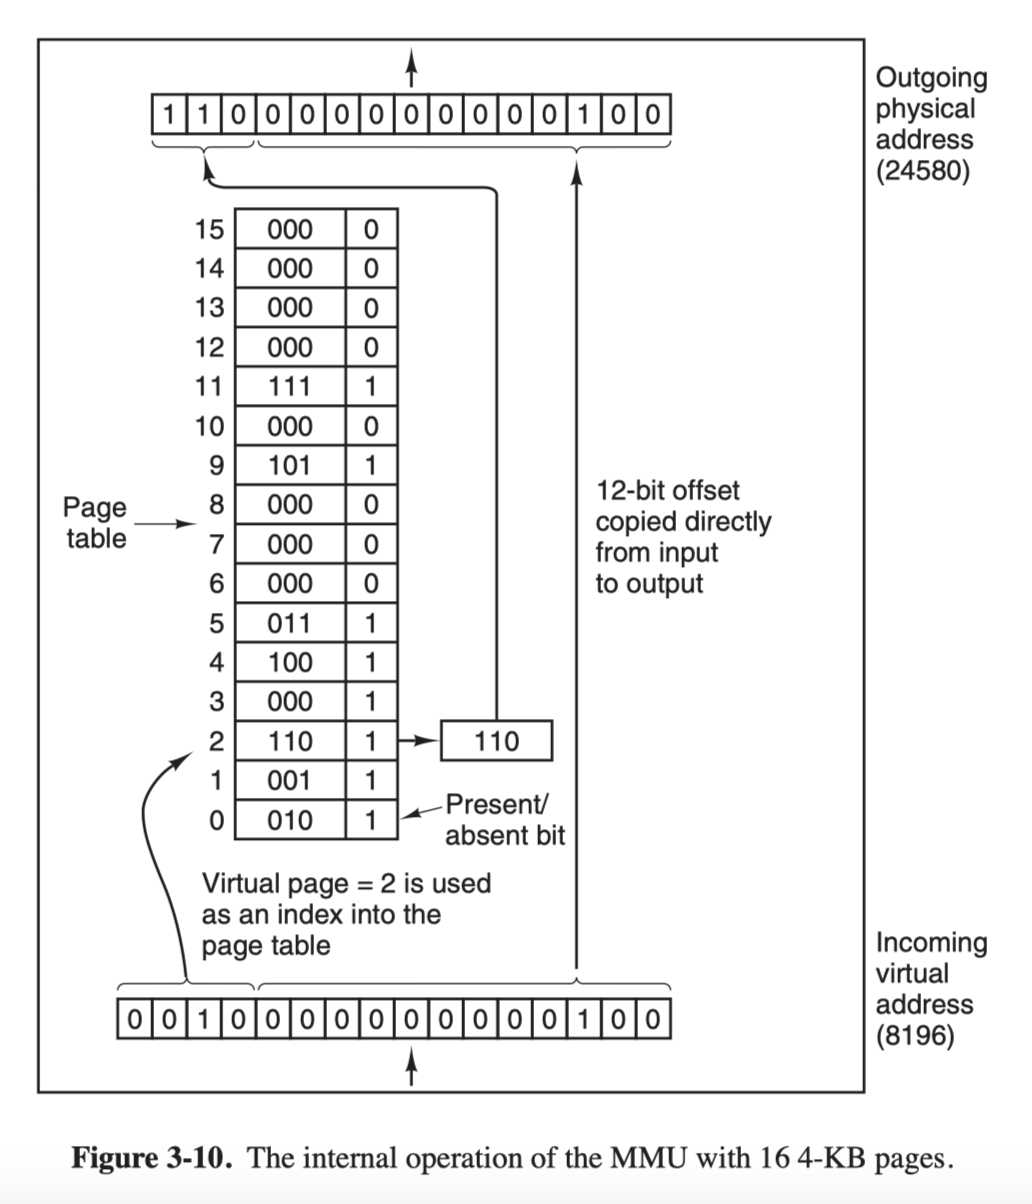 Outgoing
physical
address
(24580)
1 1 0 0 0 0 0 0 0 0 0 0 1 0 0
15 000 0
14 000 0
13 000 0
12 000 0
11 111 1
10 000 0
9 101 1
8 000 0
7 000 0
6 000 0
5 011 1
4 100 1
3 000 1
2 110 1
1 001 1
0 010 1
Page
table
110
Present/
absent bit
12-bit offset
copied directly
from input
to output
Virtual page = 2 is used
as an index into the
page table
0 0 1 0 0 0 0 0 0 0 0 0 0 1 0 0
Incoming
virtual
address
(8196)
Figure 3-10. The internal operation of the MMU with 16 4-KB pages.